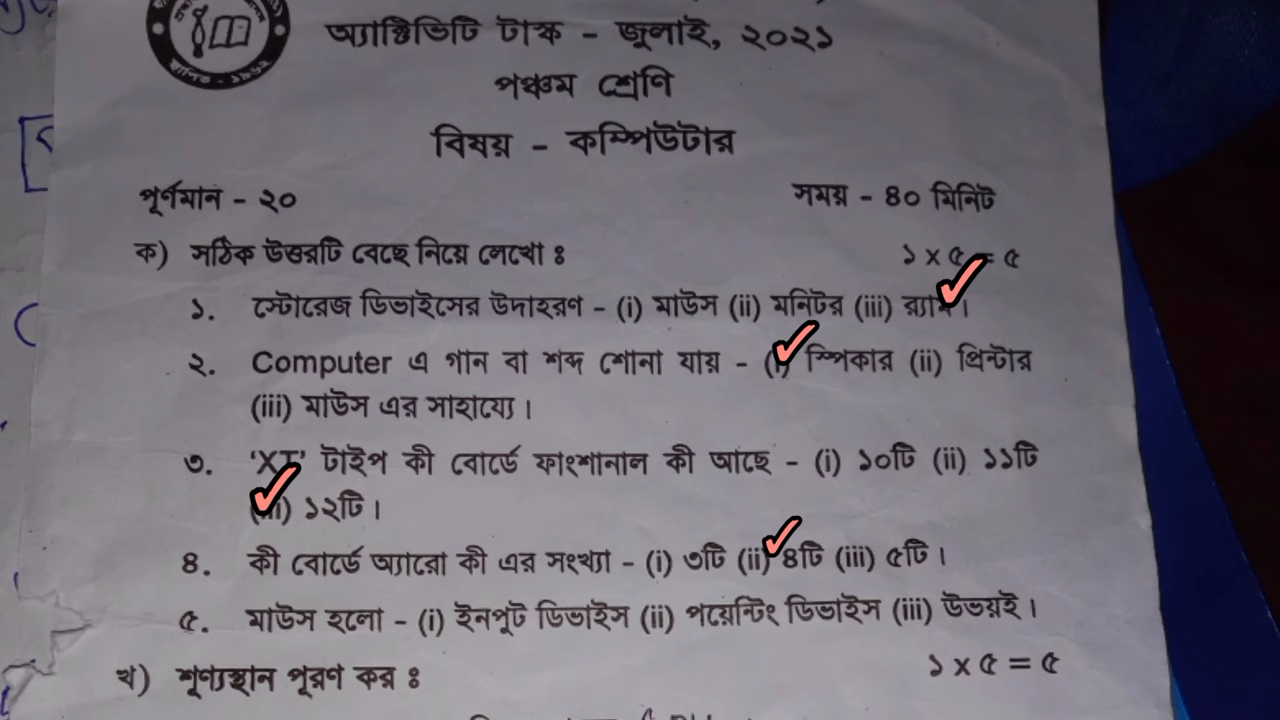 স্থাপিত - ১৯৬২
অ্যাক্টিভিটি টাস্ক - জুলাই, ২০২১
পঞ্চম শ্রেণি
বিষয় - কম্পিউটার
পূর্ণমান - ২০ সময় - ৪০ মিনিট
ক) সঠিক উত্তরটি বেছে নিয়ে লেখো ঃ ১ x ৫ = ৫
১. স্টোরেজ ডিভাইসের উদাহরণ - (i) মাউস (ii) মনিটর (iii) র‍্যাম।
২. Computer এ গান বা শব্দ শোনা যায় - (i) স্পিকার (ii) প্রিন্টার
(iii) মাউস এর সাহায্যে।
৩. 'XT' টাইপ কী বোর্ডে ফাংশানাল কী আছে - (i) ১০টি (ii) ১১টি
(iii) ১২টি।
৪. কী বোর্ডে অ্যারো কী এর সংখ্যা - (i) ৩টি (ii) ৪টি (iii) ৫টি।
৫. মাউস হলো - (i) ইনপুট ডিভাইস (ii) পয়েন্টিং ডিভাইস (iii) উভয়ই।
খ) শূণ্যস্থান পূরণ কর ঃ ১ x ৫ = ৫